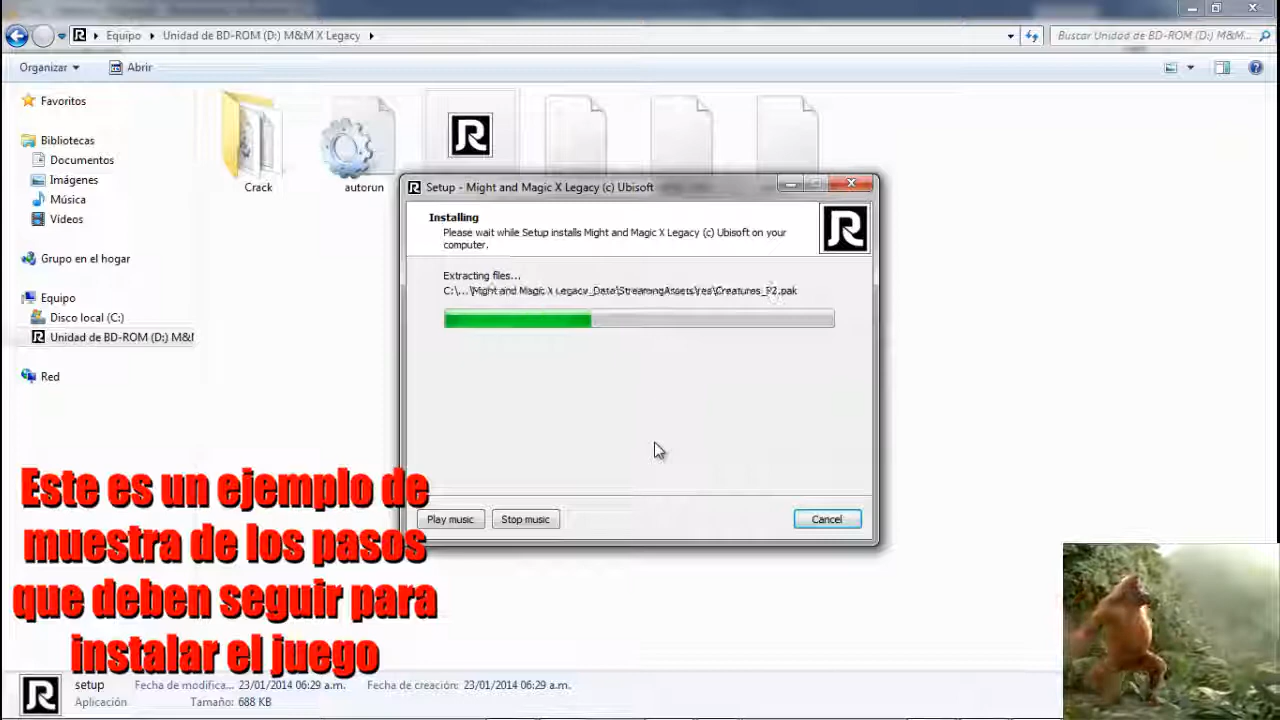 Equipo
Unidad de BD-ROM (D:) M&M X Legacy
Buscar Unidad de BD-ROM (D:) M&M...
Organizar
Abrir
Favoritos
Bibliotecas
Documentos
Imágenes
Música
Vídeos
Grupo en el hogar
Equipo
Disco local (C:)
Unidad de BD-ROM (D:) M&M
Red
Crack
autorun
R
Setup - Might and Magic X Legacy (c) Ubisoft
Installing
Please wait while Setup installs Might and Magic X Legacy (c) Ubisoft on your
computer.
Extracting files...
C:\...\Might and Magic X Legacy_Data\StreamingAssets\res\Creatures_P2.pak
Play music
Stop music
Cancel
Este es un ejemplo de
muestra de los pasos
que deben seguir para
instalar el juego
setup
Fecha de modifica... 23/01/2014 06:29 a.m.
Fecha de creación: 23/01/2014 06:29 a.m.
Aplicación
Tamaño: 688 KB